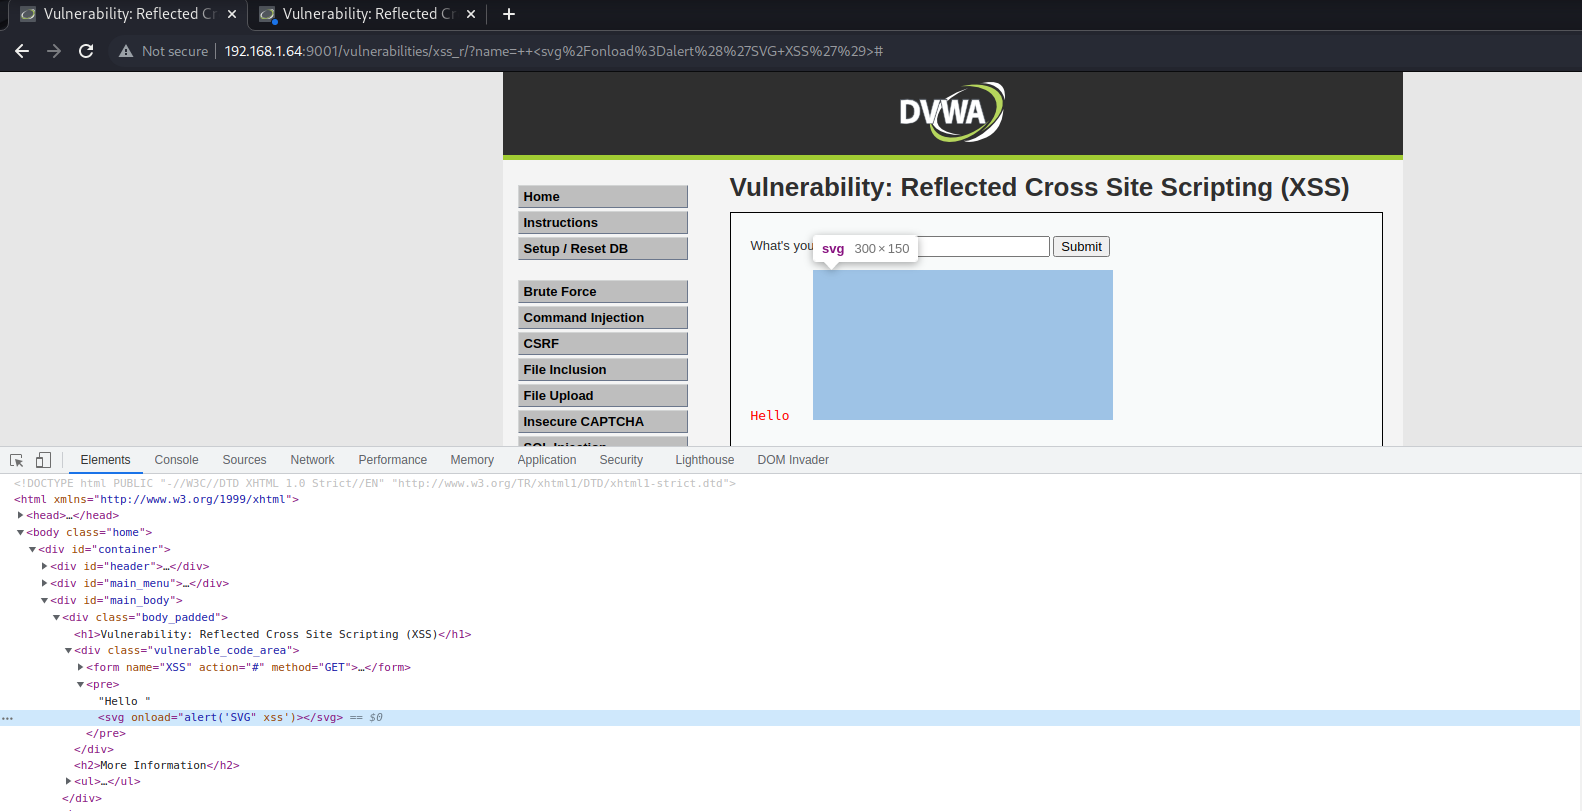 Vulnerability: Reflected Cr
Vulnerability: Reflected Cr
Not secure
192.168.1.64:9001/vulnerabilities/xss_r/?name=++<svg%2Fonload%3Dalert%28%27SVG+XSS%27%29>#
DVWA
Home
Instructions
Setup / Reset DB
Brute Force
Command Injection
CSRF
File Inclusion
File Upload
Insecure CAPTCHA
SQL Injection
Vulnerability: Reflected Cross Site Scripting (XSS)
What's you
Submit
svg 300×150
Hello
Elements Console Sources Network Performance Memory Application Security Lighthouse DOM Invader
<!DOCTYPE html PUBLIC "-//W3C//DTD XHTML 1.0 Strict//EN" "http://www.w3.org/TR/xhtml1/DTD/xhtml1-strict.dtd">
<html xmlns="http://www.w3.org/1999/xhtml">
<head>…</head>
<body class="home">
<div id="container">
<div id="header">…</div>
<div id="main_menu">…</div>
<div id="main_body">
<div class="body_padded">
<h1>Vulnerability: Reflected Cross Site Scripting (XSS)</h1>
<div class="vulnerable_code_area">
<form name="XSS" action="#" method="GET">…</form>
<pre>
"Hello "
<svg onload="alert('SVG" xss')></svg> == $0
</pre>
</div>
<h2>More Information</h2>
<ul>…</ul>
</div>